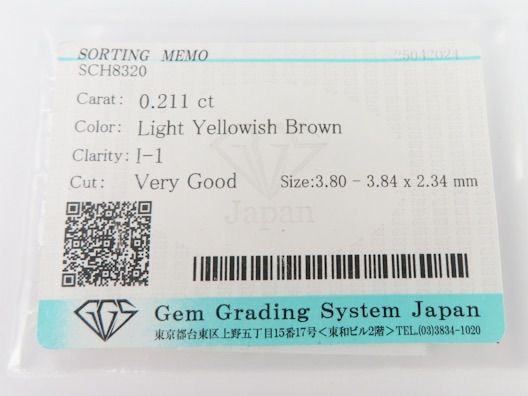 SORTING MEMO 25042024
SCH8320
Carat: 0.211 ct
Color: Light Yellowish Brown
Clarity: I-1
Cut: Very Good Size:3.80 - 3.84 x 2.34 mm
Japan
GGS Gem Grading System Japan
東京都台東区上野五丁目15番17号<東和ビル2階>TEL.(03)3834-1020